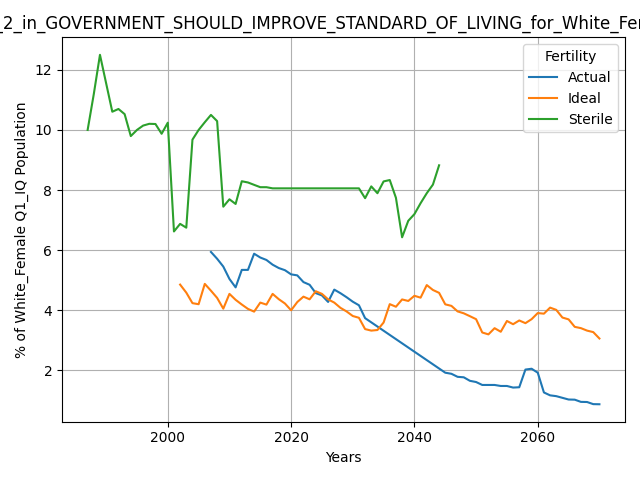 _2_in_GOVERNMENT_SHOULD_IMPROVE_STANDARD_OF_LIVING_for_White_Fe
Fertility
Actual
Ideal
Sterile
% of White_Female Q1_IQ Population
12
10
8
6
4
2
2000 2020 2040 2060
Years